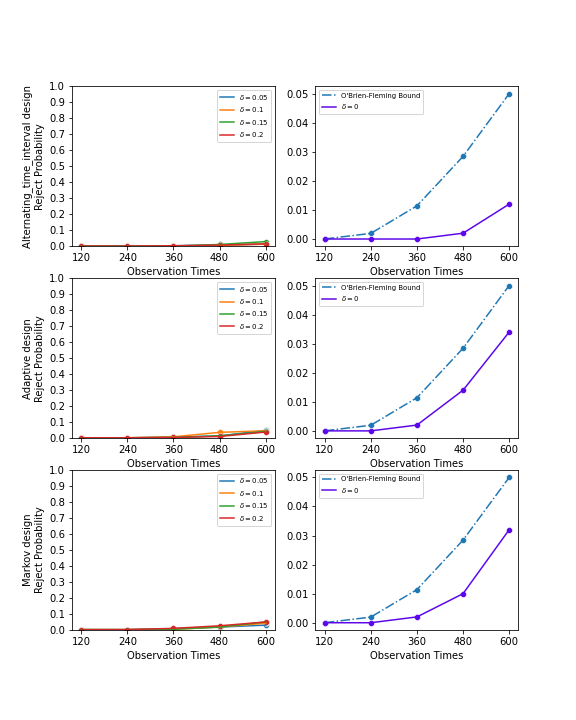 Alternating_time_interval design
Reject Probability
1.0
0.9
0.8
0.7
0.6
0.5
0.4
0.3
0.2
0.1
0.0
δ = 0.05
δ = 0.1
δ = 0.15
δ = 0.2
120 240 360 480 600
Observation Times
0.05
0.04
0.03
0.02
0.01
0.00
O'Brien-Fleming Bound
δ = 0
120 240 360 480 600
Observation Times
Adaptive design
Reject Probability
1.0
0.9
0.8
0.7
0.6
0.5
0.4
0.3
0.2
0.1
0.0
δ = 0.05
δ = 0.1
δ = 0.15
δ = 0.2
120 240 360 480 600
Observation Times
0.05
0.04
0.03
0.02
0.01
0.00
O'Brien-Fleming Bound
δ = 0
120 240 360 480 600
Observation Times
Markov design
Reject Probability
1.0
0.9
0.8
0.7
0.6
0.5
0.4
0.3
0.2
0.1
0.0
δ = 0.05
δ = 0.1
δ = 0.15
δ = 0.2
120 240 360 480 600
Observation Times
0.05
0.04
0.03
0.02
0.01
0.00
O'Brien-Fleming Bound
δ = 0
120 240 360 480 600
Observation Times